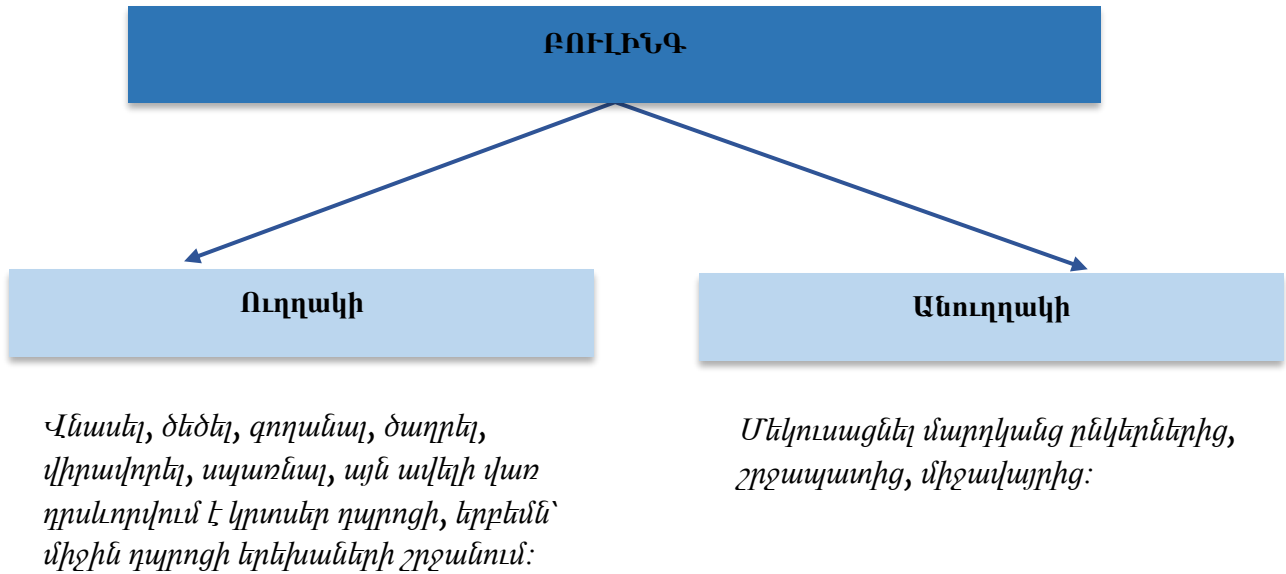 ԲՈՒԼԻՆԳ
Ուղղակի
Անուղղակի
Վնասել, ծեծել, գողանալ, ծաղրել,
վիրավորել, սպառնալ, այն ավելի վառ
դրսևորվում է կրտսեր դպրոցի, երբեմն՝
միջին դպրոցի երեխաների շրջանում:
Մեկուսացնել մարդկանց ընկերներից,
շրջապատից, միջավայրից: